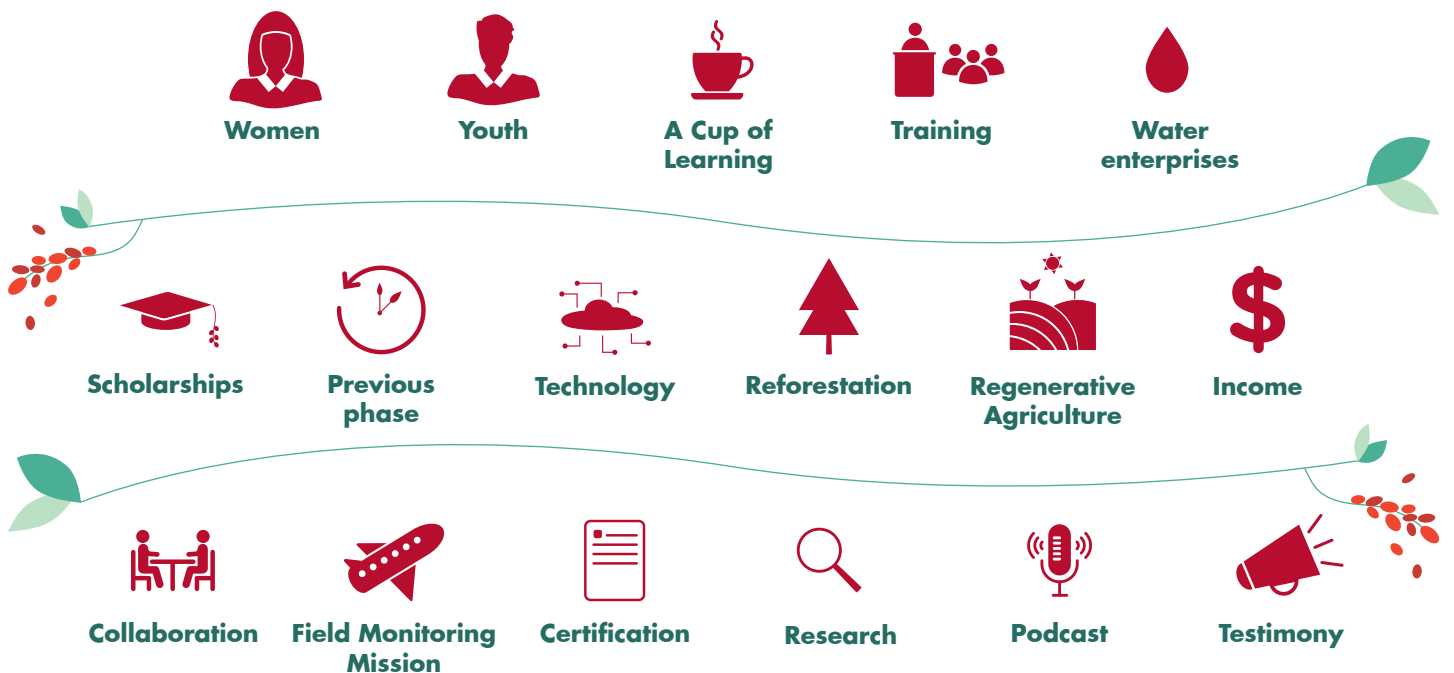 Women
Youth
A Cup of
Learning
Training
Water
enterprises
Scholarships
Previous
phase
Technology
Reforestation
Regenerative
Agriculture
Income
Collaboration
Field Monitoring
Mission
Certification
Research
Podcast
Testimony